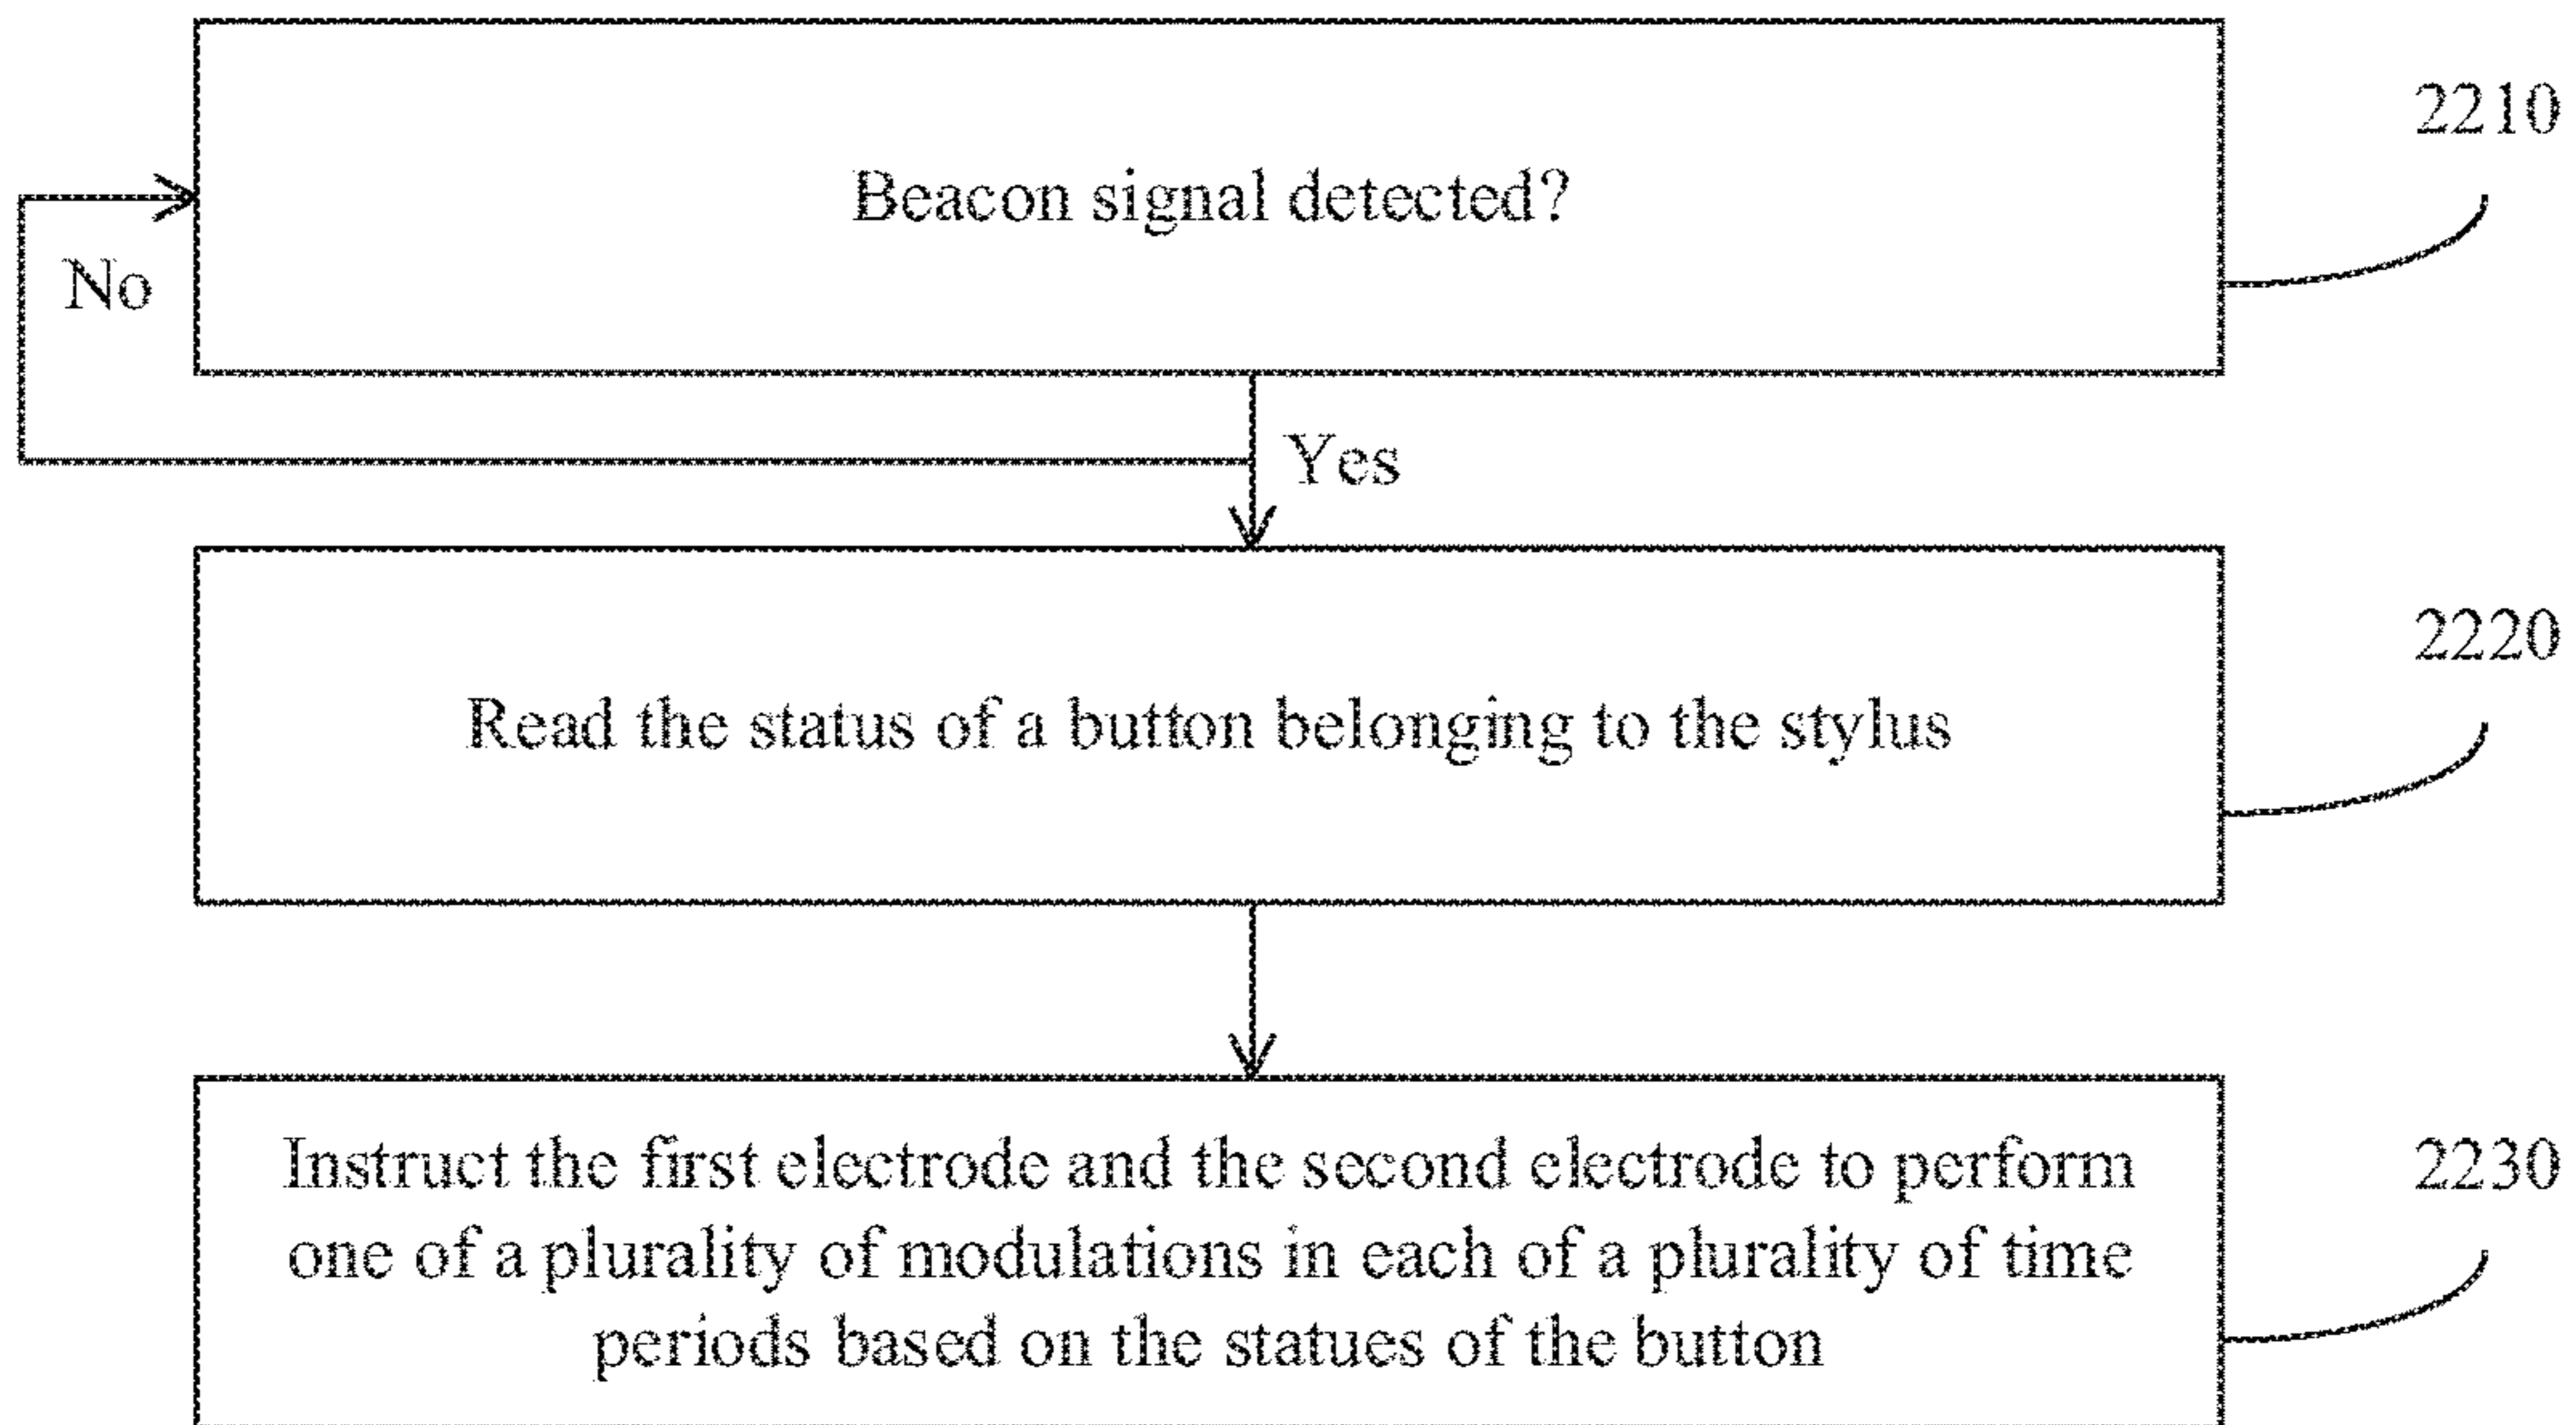 2210
Beacon signal detected?
No
Yes
2220
Read the status of a button belonging to the stylus
2230
Instruct the first electrode and the second electrode to perform
one of a plurality of modulations in each of a plurality of time
periods based on the statues of the button